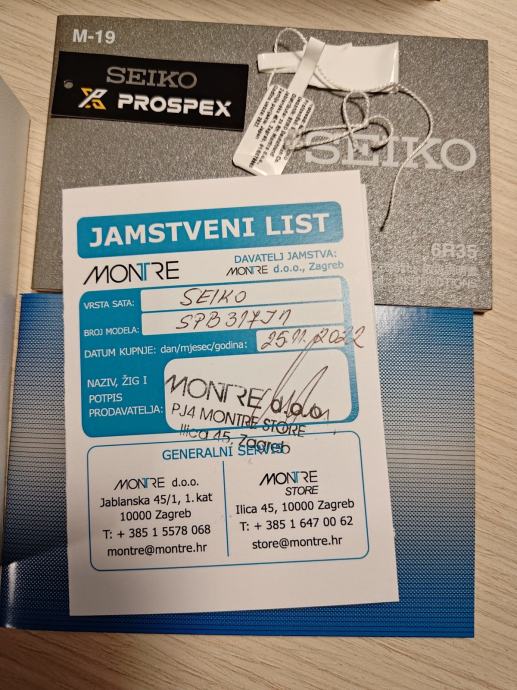 M-19
SEIKO
PROSPEX
SEIKO
6R35
JAMSTVENI LIST
MONTRE
DAVATELJ JAMSTVA:
MONTRE d.o.o., Zagreb
VRSTA SATA: SEIKO
BROJ MODELA: SPB317J1
DATUM KUPNJE: dan/mjesec/godina: 25.11.2022
NAZIV, ŽIG I
POTPIS
PRODAVATELJA:
MONTRE d.o.o.
PJ4 MONTRE STORE
Ilica 45, Zagreb
GENERALNI SERVIS
MONTRE d.o.o.
Jablanska 45/1, 1.kat
10000 Zagreb
T: + 385 1 5578 068
montre@montre.hr
MONTRE
STORE
Ilica 45, 10000 Zagreb
T: + 385 1 647 00 62
store@montre.hr